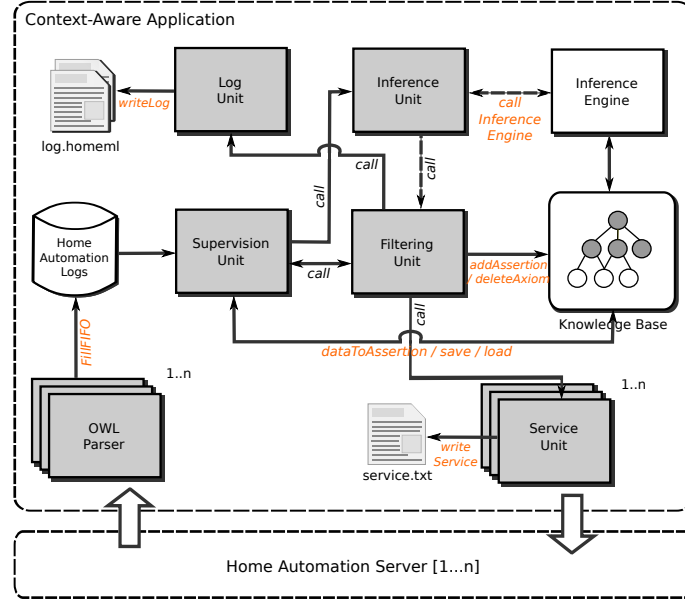 Context-Aware Application
Log
Unit
Inference
Unit
Inference
Engine
writeLog
call
Inference
Engine
log.homeml
call
call
call
Home
Automation
Logs
Supervision
Unit
call
Filtering
Unit
addAssertion
/ deleteAxiom
call
Knowledge Base
FillFIFO
dataToAssertion / save / load
1..n
1..n
OWL
Parser
Service
Unit
write
Service
service.txt
Home Automation Server [1...n]